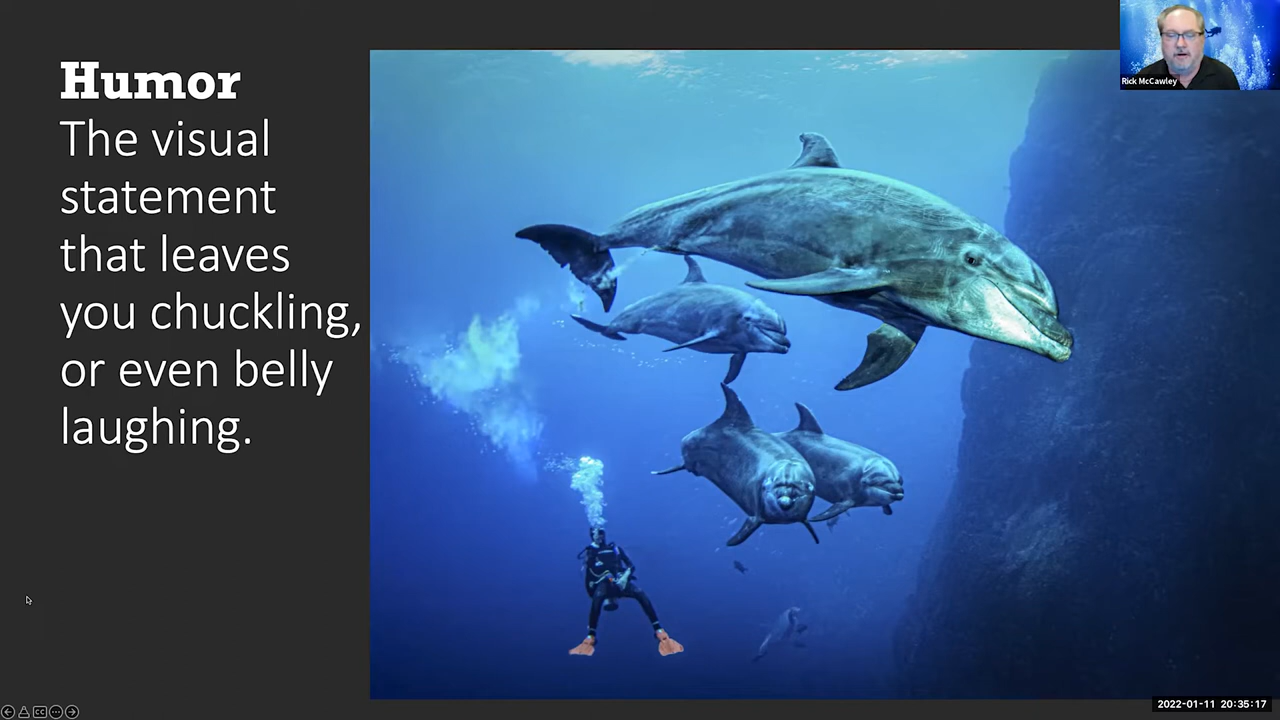 Humor
The visual
statement
that leaves
you chuckling,
or even belly
laughing.
Rick McCawley
2022-01-11 20:35:17